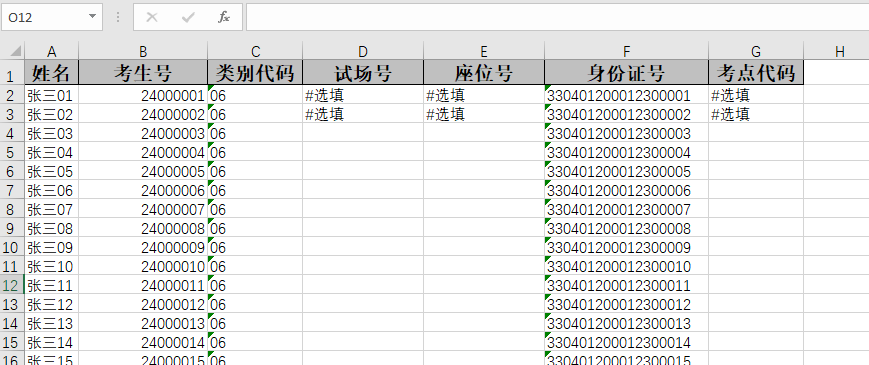 O12 fx
A B C D E F G H
1 姓名 考生号 类别代码 试场号 座位号 身份证号 考点代码
2 张三01 24000001 06 #选填 #选填 330401200012300001 #选填
3 张三02 24000002 06 #选填 #选填 330401200012300002 #选填
4 张三03 24000003 06 330401200012300003
5 张三04 24000004 06 330401200012300004
6 张三05 24000005 06 330401200012300005
7 张三06 24000006 06 330401200012300006
8 张三07 24000007 06 330401200012300007
9 张三08 24000008 06 330401200012300008
10 张三09 24000009 06 330401200012300009
11 张三10 24000010 06 330401200012300010
12 张三11 24000011 06 330401200012300011
13 张三12 24000012 06 330401200012300012
14 张三13 24000013 06 330401200012300013
15 张三14 24000014 06 330401200012300014
16 张三15 24000015 06 330401200012300015